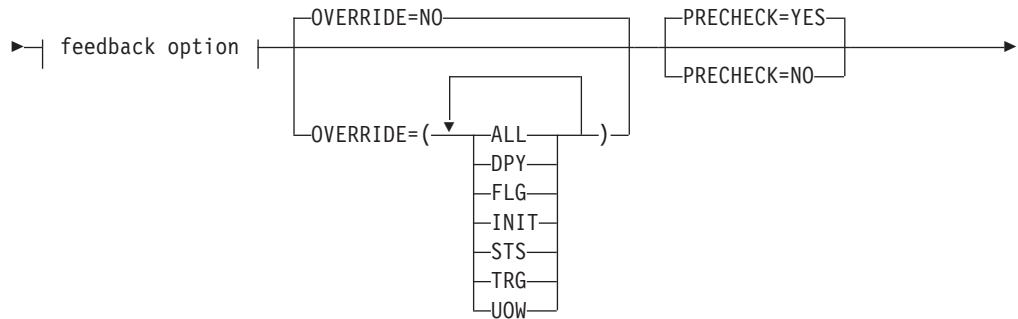 OVERRIDE=NO
PRECHECK=YES
feedback option
PRECHECK=NO
OVERRIDE=( ALL )
DPY
FLG
INIT
STS
TRG
UOW